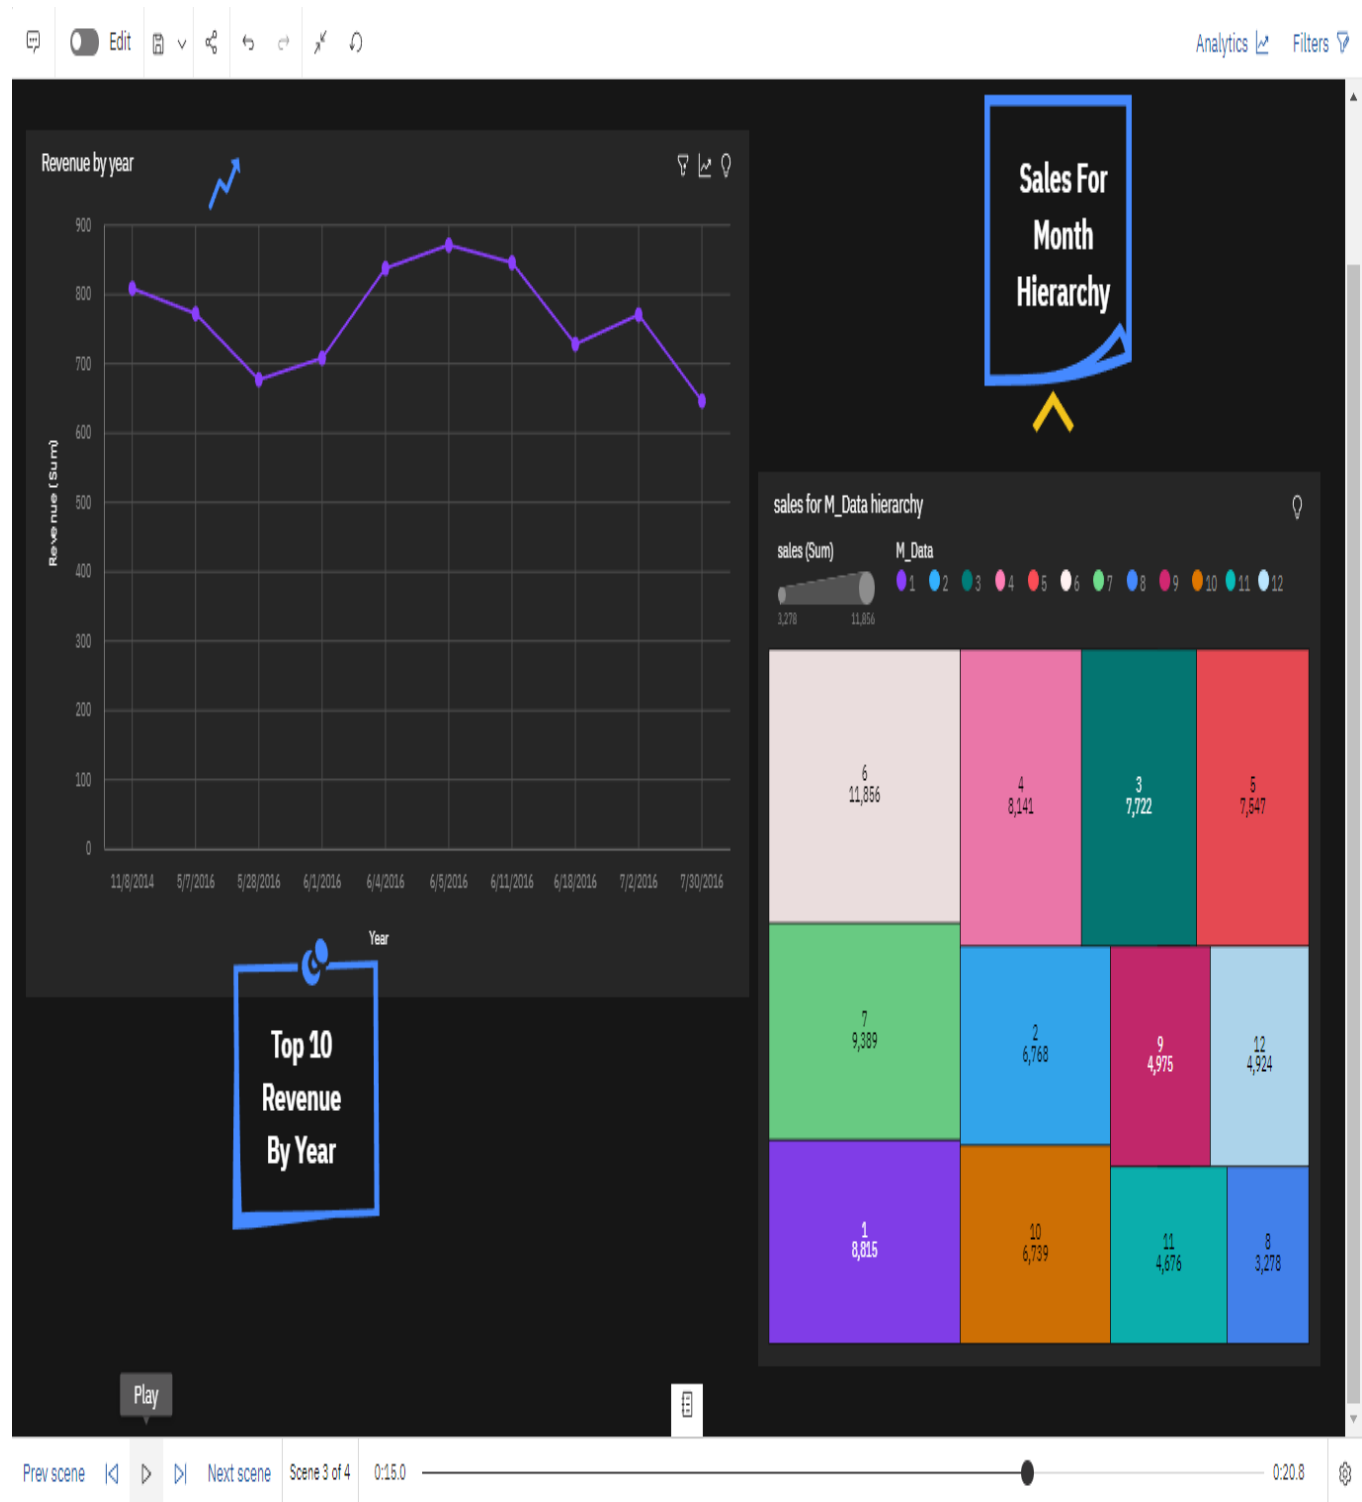 Edit
Analytics
Filters
Revenue by year
900
800
700
600
500
400
300
200
100
0
Revenue (Sum)
11/8/2014 5/7/2016 5/28/2016 6/1/2016 6/4/2016 6/5/2016 6/11/2016 6/18/2016 7/2/2016 7/30/2016
Year
Top 10
Revenue
By Year
Sales For
Month
Hierarchy
sales for M_Data hierarchy
sales (Sum)
3,278 11,856
M_Data
1 2 3 4 5 6 7 8 9 10 11 12
6
11,856
4
8,141
3
7,722
5
7,547
7
9,389
2
6,768
9
4,975
12
4,924
1
8,815
10
6,739
11
4,676
8
3,278
Play
Prev scene
Next scene
Scene 3 of 4
0:15.0
0:20.8